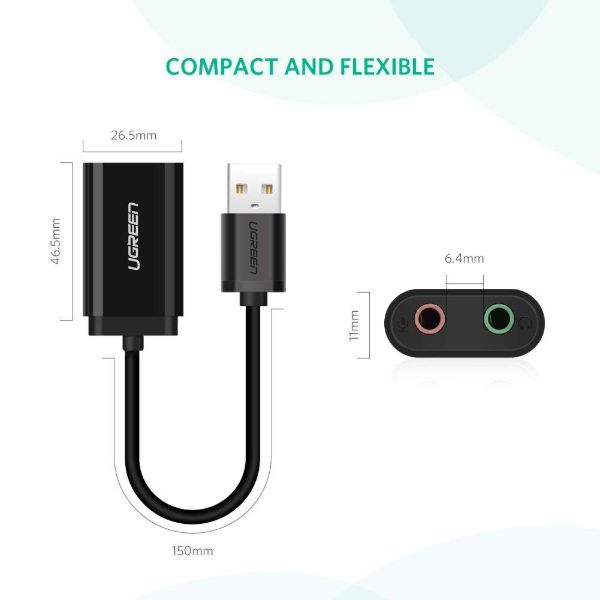 COMPACT AND FLEXIBLE
26.5mm
46.5mm
UGREEN
UGREEN
6.4mm
11mm
150mm